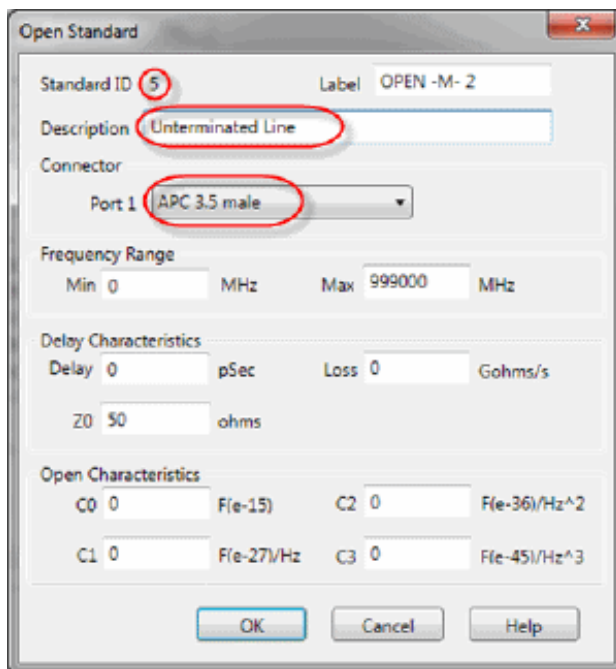 Open Standard
Standard ID 5 Label OPEN -M- 2
Description Unterminated Line
Connector
Port 1 APC 3.5 male
Frequency Range
Min 0 MHz Max 999000 MHz
Delay Characteristics
Delay 0 pSec Loss 0 Gohms/s
Z0 50 ohms
Open Characteristics
C0 0 F(e-15) C2 0 F(e-36)/Hz^2
C1 0 F(e-27)/Hz C3 0 F(e-45)/Hz^3
OK Cancel Help